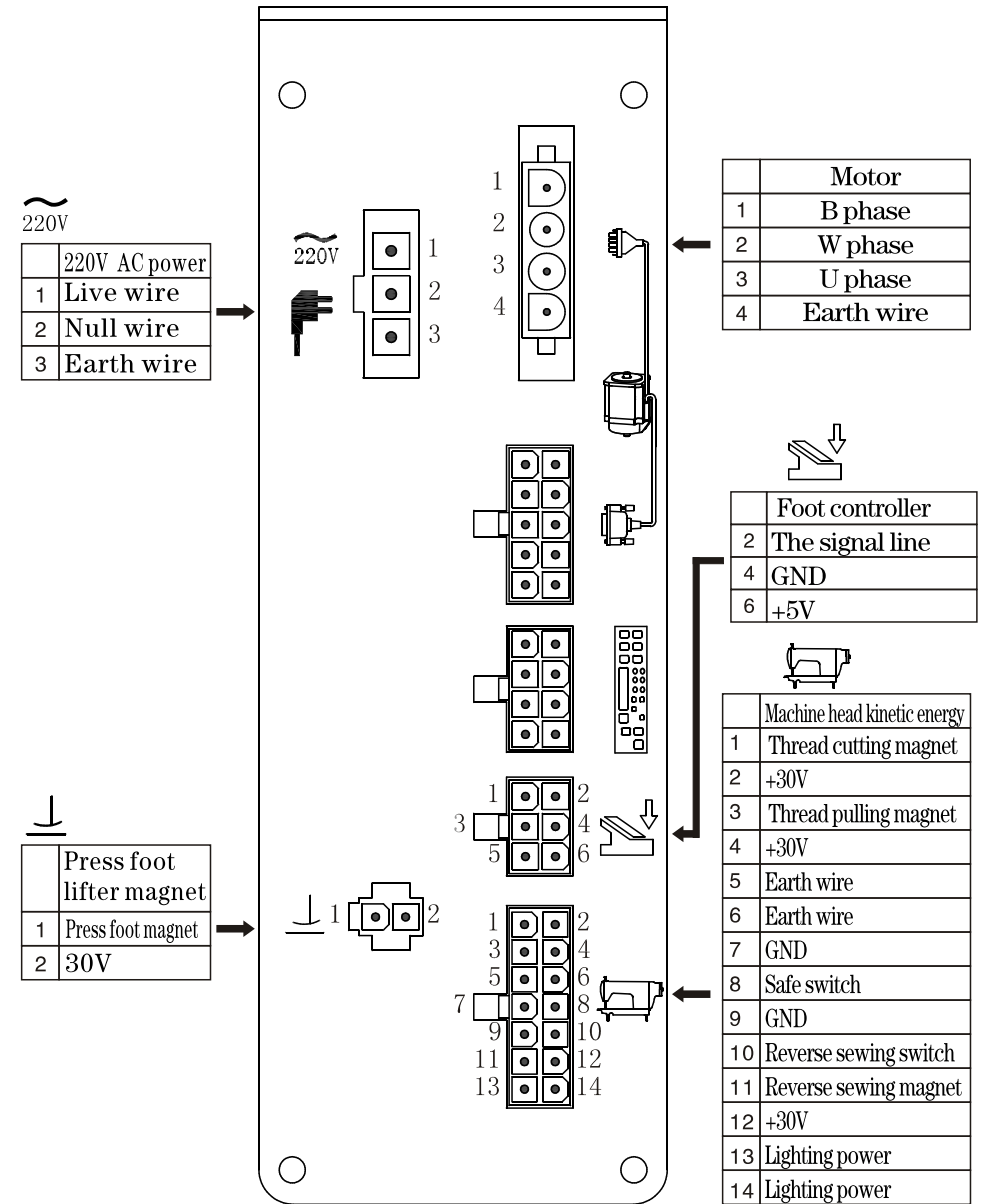 220V
220V AC power
1 Live wire
2 Null wire
3 Earth wire
Press foot
lifter magnet
1 Press foot magnet
2 30V
220V
1
2
3
1
2
3
4
1 2
3 4
5 6
1 2
1 2
3 4
5 6
7 8
9 10
11 12
13 14
Motor
1 B phase
2 W phase
3 U phase
4 Earth wire
Foot controller
2 The signal line
4 GND
6 +5V
Machine head kinetic energy
1 Thread cutting magnet
2 +30V
3 Thread pulling magnet
4 +30V
5 Earth wire
6 Earth wire
7 GND
8 Safe switch
9 GND
10 Reverse sewing switch
11 Reverse sewing magnet
12 +30V
13 Lighting power
14 Lighting power